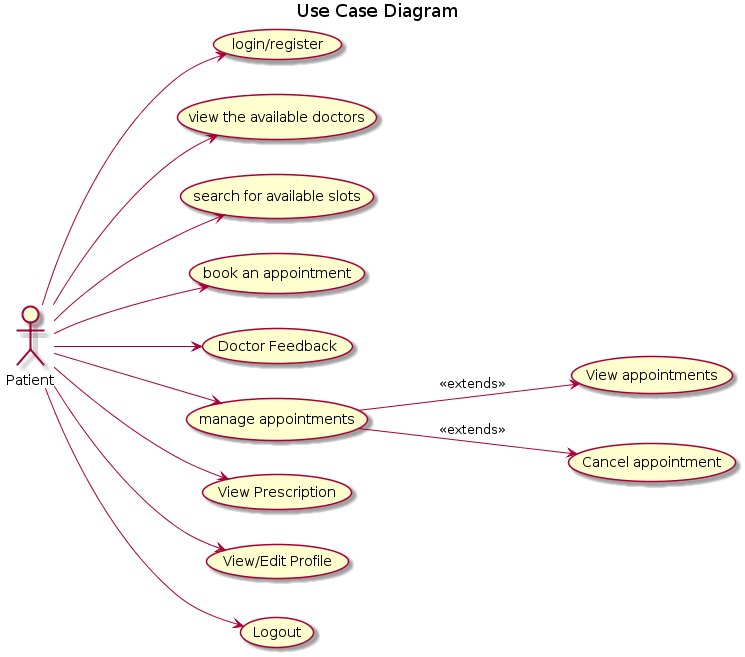 Use Case Diagram
login/register
view the available doctors
search for available slots
book an appointment
Doctor Feedback
Patient
View appointments
«extends»
manage appointments
«extends»
Cancel appointment
View Prescription
View/Edit Profile
Logout